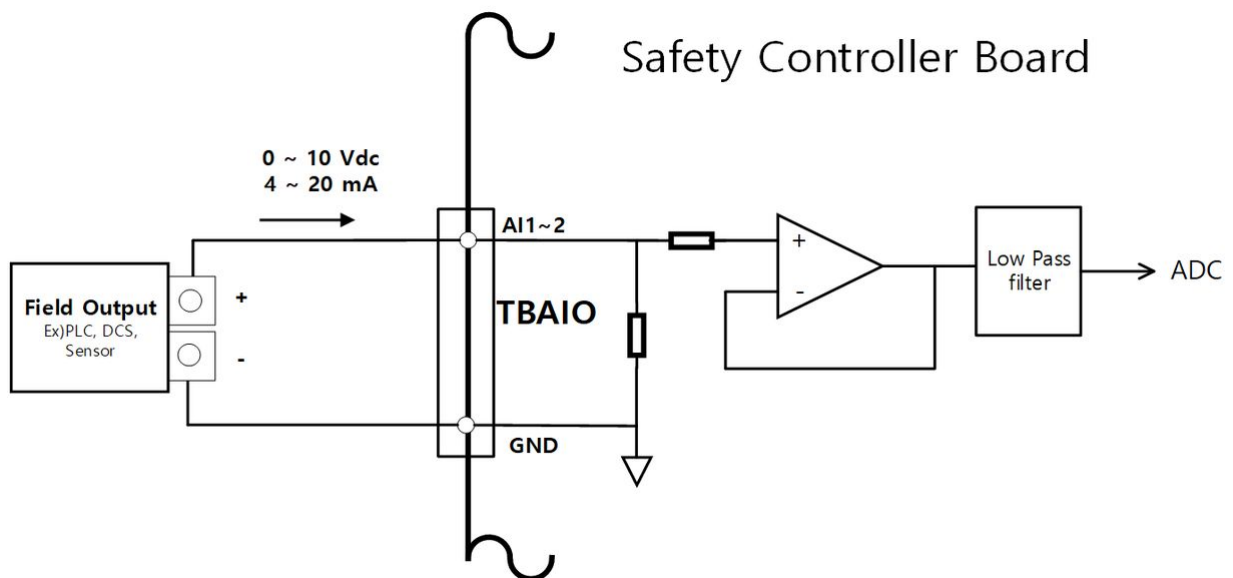 Safety Controller Board
0 ~ 10 Vdc
4 ~ 20 mA
AI1~2
Field Output
Ex)PLC, DCS,
Sensor
+
-
TBAIO
GND
+
-
Low Pass
filter
ADC